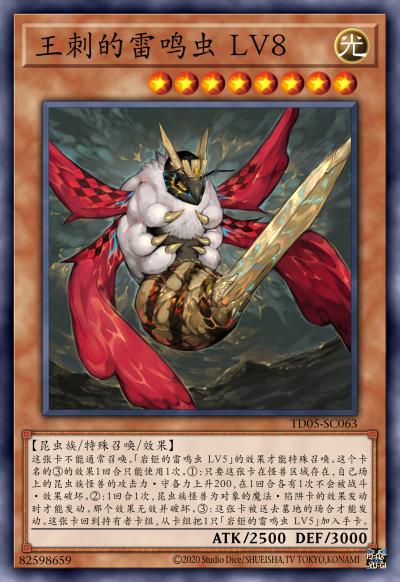 王刺的雷鸣虫 LV8
光
TD05-SC063
【昆虫族/特殊召唤/效果】
这张卡不能通常召唤。「岩钜的雷鸣虫 LV5」的效果才能特殊召唤。这个卡
名的③的效果1回合只能使用1次。①:只要这张卡在怪兽区域存在,自己场
上的昆虫族怪兽的攻击力・守备力上升200,在1回合各有1次不会被战斗
・效果破坏。②:1回合1次,昆虫族怪兽为对象的魔法・陷阱卡的效果发动
时才能发动。那个效果无效并破坏。③:这张卡被送去墓地的场合才能发
动。这张卡回到持有者卡组,从卡组把1只「岩钜的雷鸣虫 LV5」加入手卡。
ATK/2500 DEF/3000
82598659
©2020 Studio Dice/SHUEISHA,TV TOKYO,KONAMI